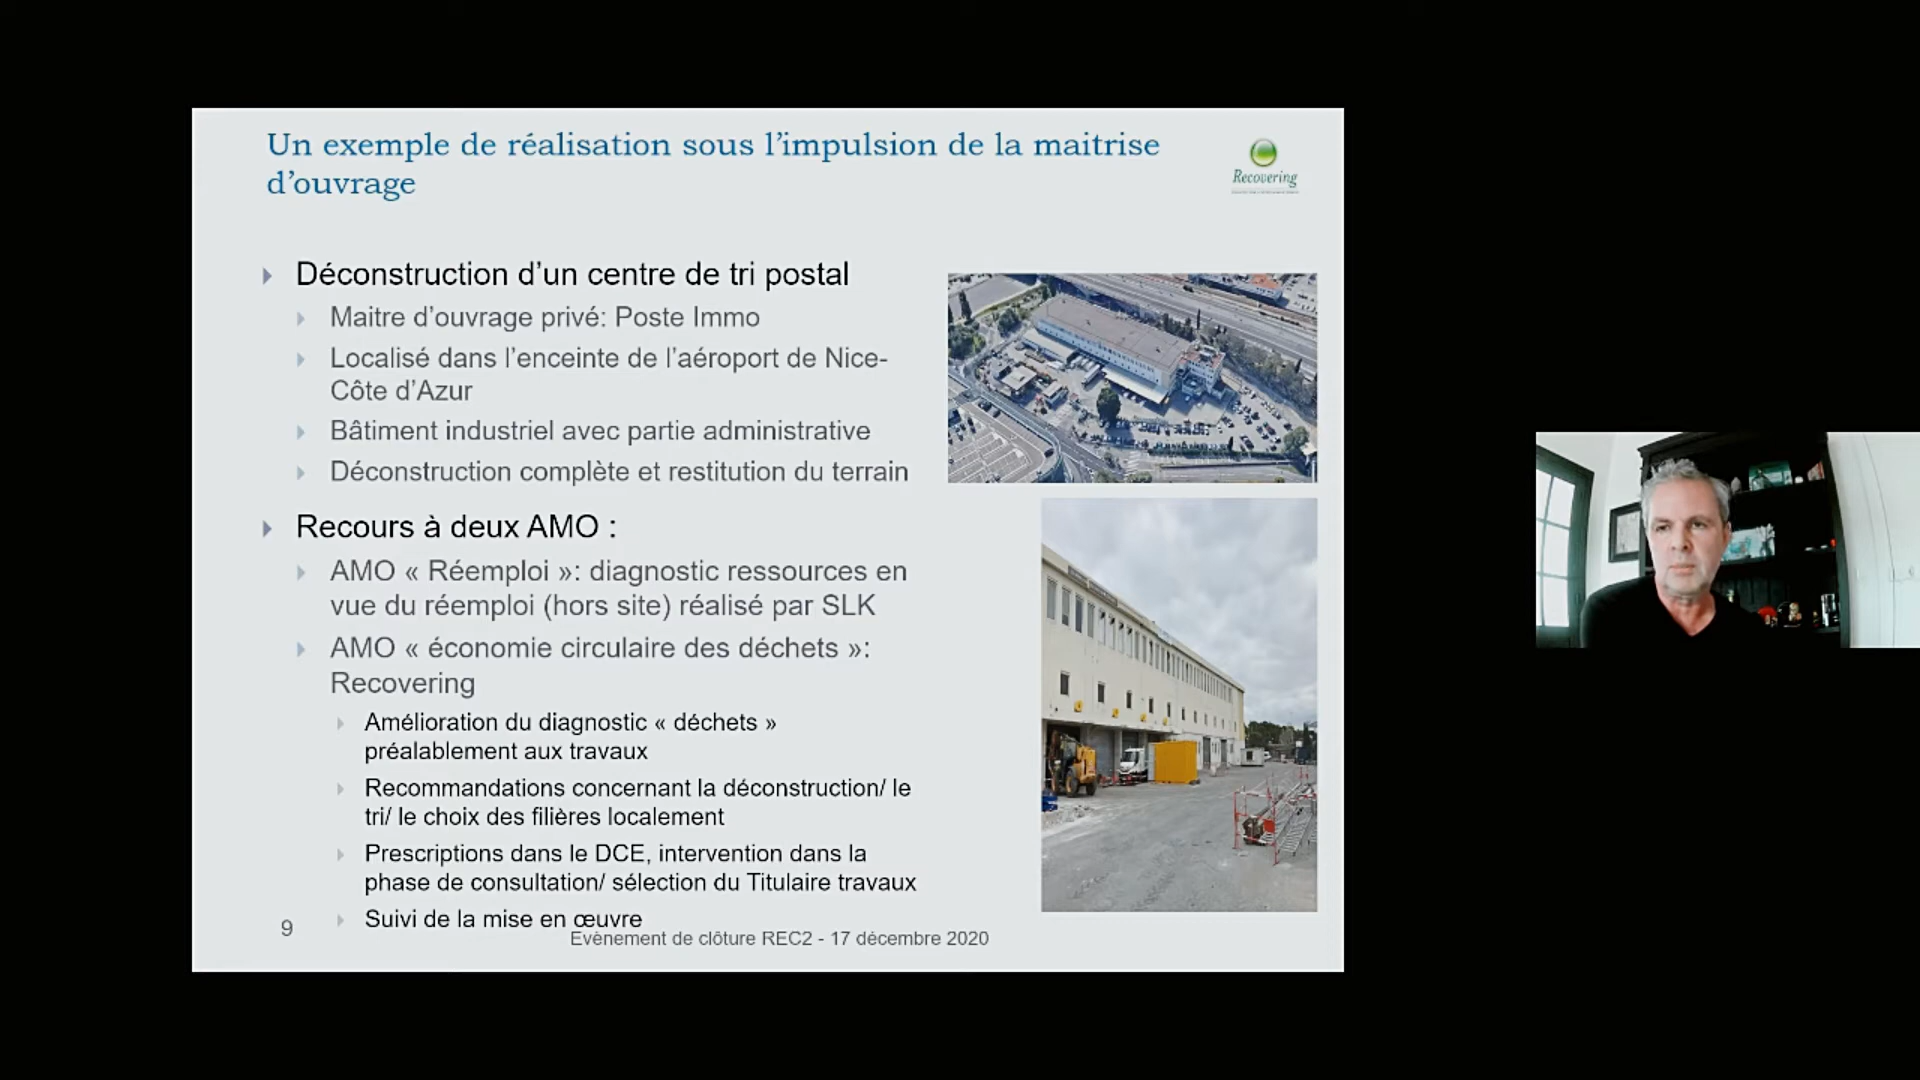 Un exemple de réalisation sous l’impulsion de la maitrise
d’ouvrage
Recovering
Déconstruction d’un centre de tri postal
Maitre d’ouvrage privé: Poste Immo
Localisé dans l’enceinte de l’aéroport de Nice-
Côte d’Azur
Bâtiment industriel avec partie administrative
Déconstruction complète et restitution du terrain
Recours à deux AMO :
AMO « Réemploi »: diagnostic ressources en
vue du réemploi (hors site) réalisé par SLK
AMO « économie circulaire des déchets »:
Recovering
Amélioration du diagnostic « déchets »
préalablement aux travaux
Recommandations concernant la déconstruction/ le
tri/ le choix des filières localement
Prescriptions dans le DCE, intervention dans la
phase de consultation/ sélection du Titulaire travaux
Suivi de la mise en œuvre
9
Evènement de clôture REC2 - 17 décembre 2020